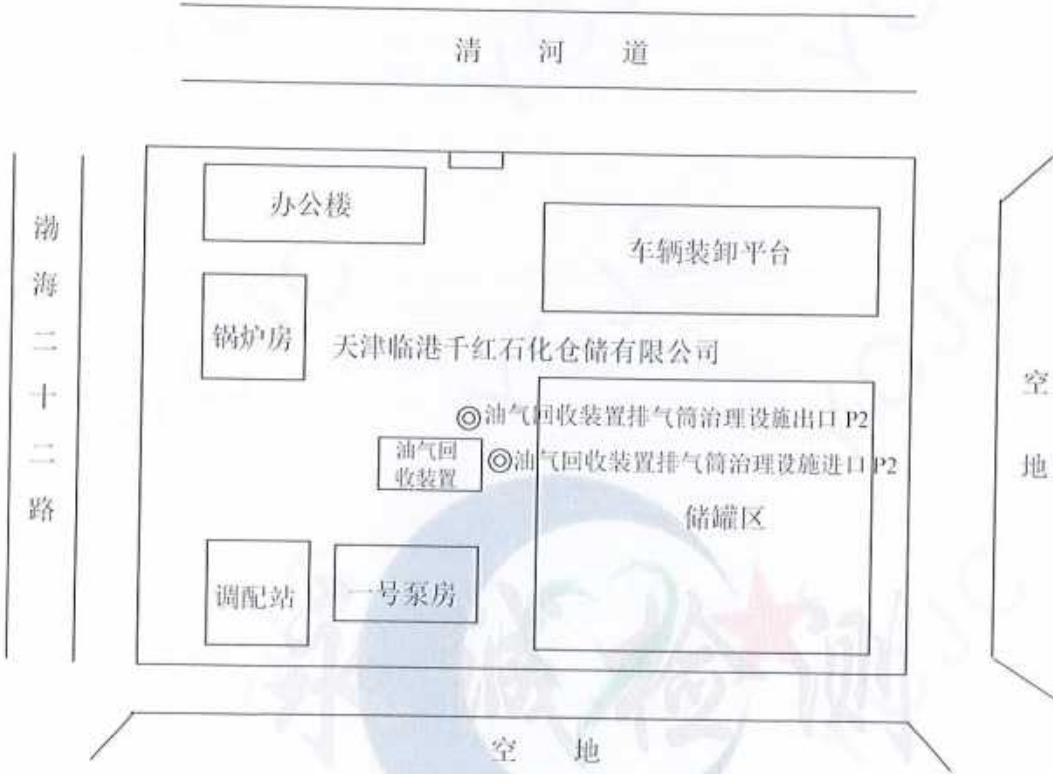 清河道
办公楼
渤海二十二路
车辆装卸平台
锅炉房
天津临港千红石化仓储有限公司
空地
油气回收装置排气筒治理设施出口 P2
油气回
收装置
油气回收装置排气筒治理设施进口 P2
储罐区
调配站
一号泵房
检测
空地